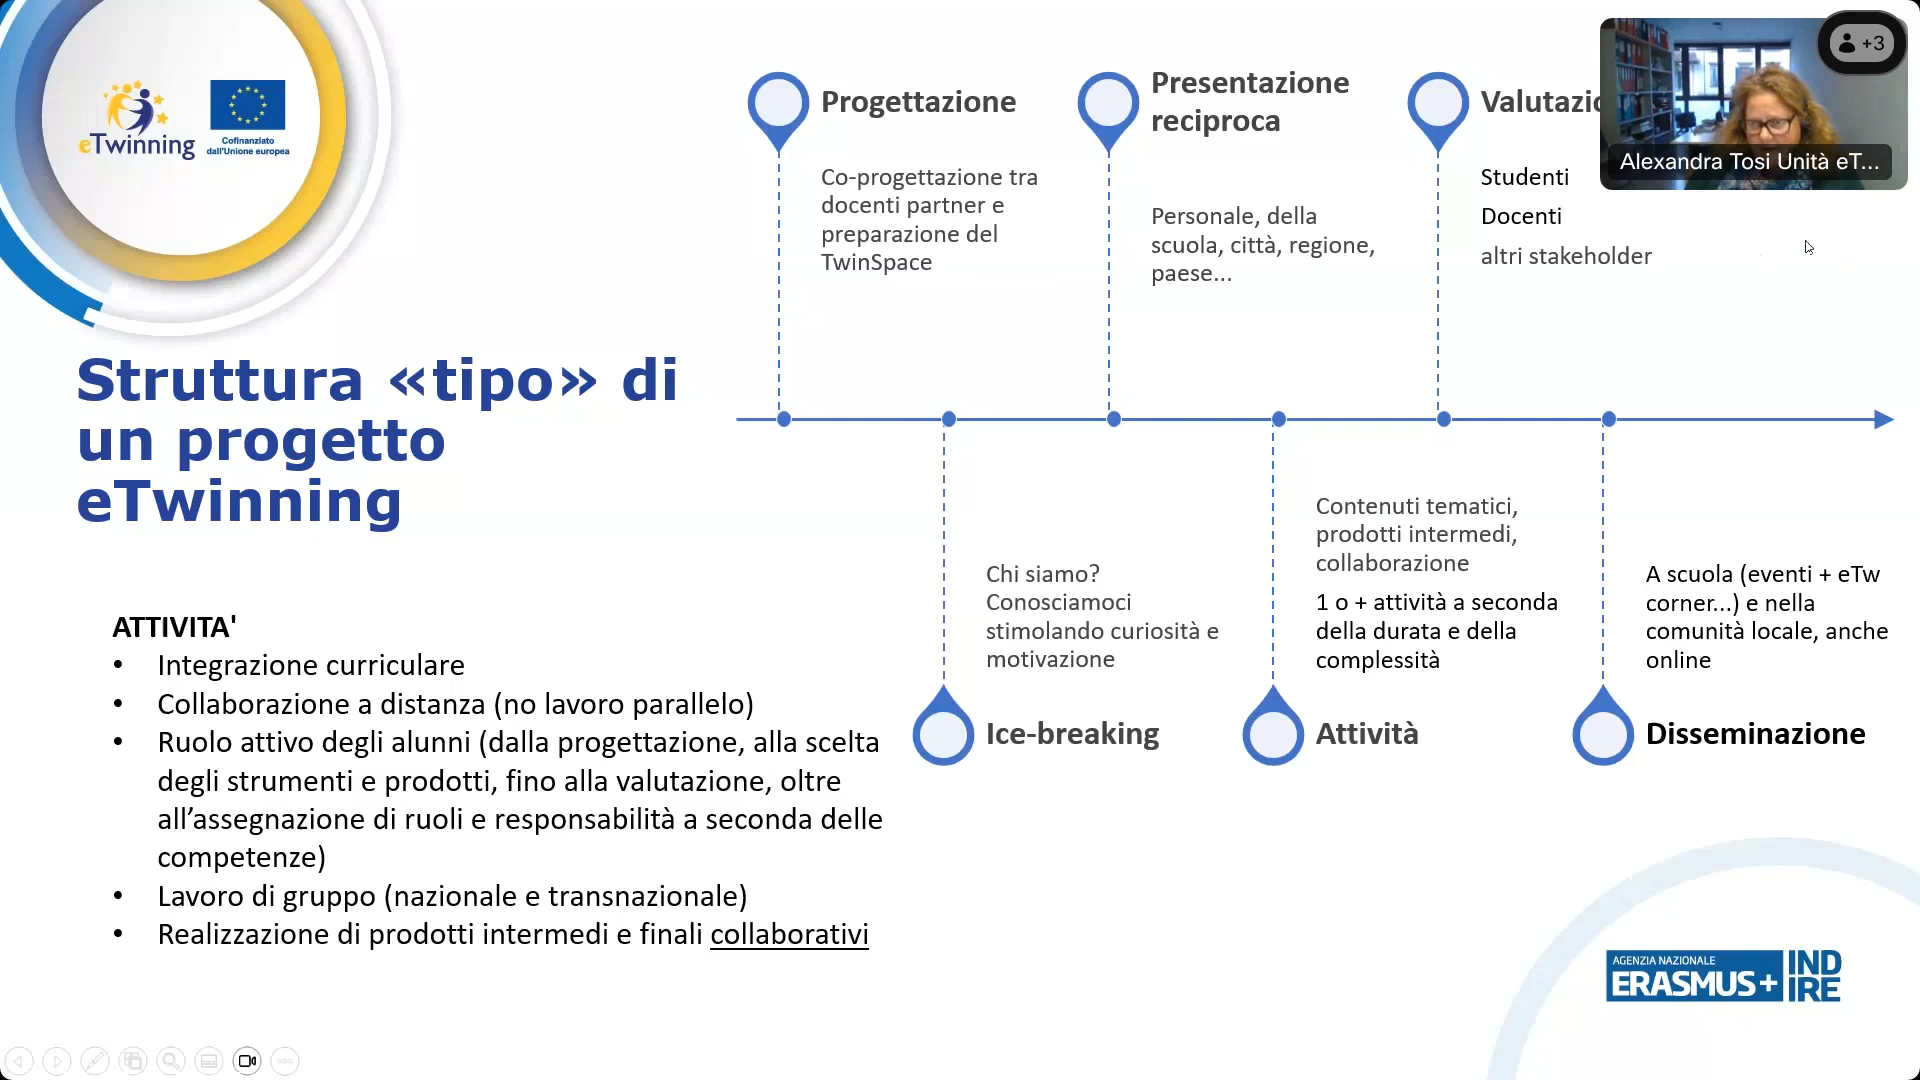 eTwinning
Cofinanziato
dall'Unione europea
Progettazione
Co-progettazione tra
docenti partner e
preparazione del
TwinSpace
Presentazione
reciproca
Personale, della
scuola, città, regione,
paese...
Studenti
Docenti
altri stakeholder
+3
Alexandra Tosi Unità eT...
Struttura «tipo» di
un progetto
eTwinning
Chi siamo?
Conosciamoci
stimolando curiosità e
motivazione
Ice-breaking
Contenuti tematici,
prodotti intermedi,
collaborazione
1 o + attività a seconda
della durata e della
complessità
Attività
A scuola (eventi + eTw
corner...) e nella
comunità locale, anche
online
Disseminazione
ATTIVITA'
• Integrazione curriculare
• Collaborazione a distanza (no lavoro parallelo)
• Ruolo attivo degli alunni (dalla progettazione, alla scelta
degli strumenti e prodotti, fino alla valutazione, oltre
all’assegnazione di ruoli e responsabilità a seconda delle
competenze)
• Lavoro di gruppo (nazionale e transnazionale)
• Realizzazione di prodotti intermedi e finali collaborativi
AGENZIA NAZIONALE
ERASMUS+
IND
IRE